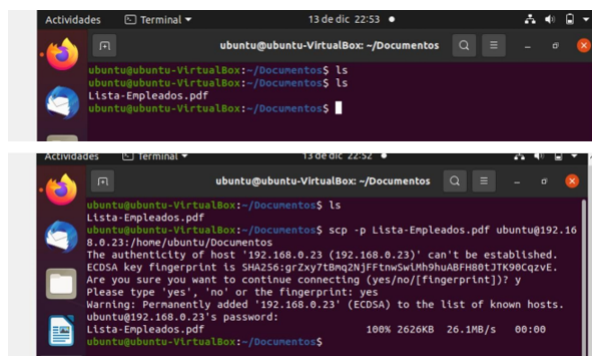 Actividades Terminal 13 de dic 22:53
ubuntu@ubuntu-VirtualBox: ~/Documentos
ubuntu@ubuntu-VirtualBox:~/Documentos$ ls
ubuntu@ubuntu-VirtualBox:~/Documentos$ ls
Lista-Empleados.pdf
ubuntu@ubuntu-VirtualBox:~/Documentos$
Actividades Terminal 13 de dic 22:52
ubuntu@ubuntu-VirtualBox: ~/Documentos
ubuntu@ubuntu-VirtualBox:~/Documentos$ ls
Lista-Empleados.pdf
ubuntu@ubuntu-VirtualBox:~/Documentos$ scp -p Lista-Empleados.pdf ubuntu@192.16
8.0.23:/home/ubuntu/Documentos
The authenticity of host '192.168.0.23 (192.168.0.23)' can't be established.
ECDSA key fingerprint is SHA256:grZxy7tBmq2NjFFtnwSwiMh9huABFH80tJTK90CqzvE.
Are you sure you want to continue connecting (yes/no/[fingerprint])? y
Please type 'yes', 'no' or the fingerprint: yes
Warning: Permanently added '192.168.0.23' (ECDSA) to the list of known hosts.
ubuntu@192.168.0.23's password:
Lista-Empleados.pdf 100% 2626KB 26.1MB/s 00:00
ubuntu@ubuntu-VirtualBox:~/Documentos$